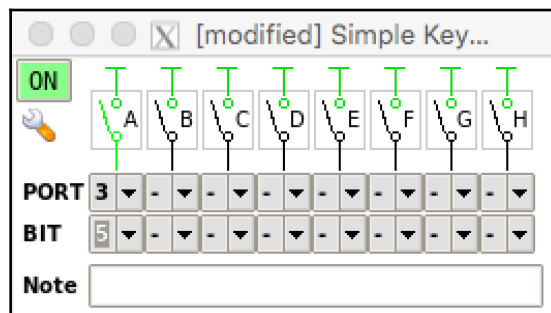 X [modified] Simple Key...
ON
A B C D E F G H
PORT 3 - - - - - - -
BIT 5 - - - - - - -
Note